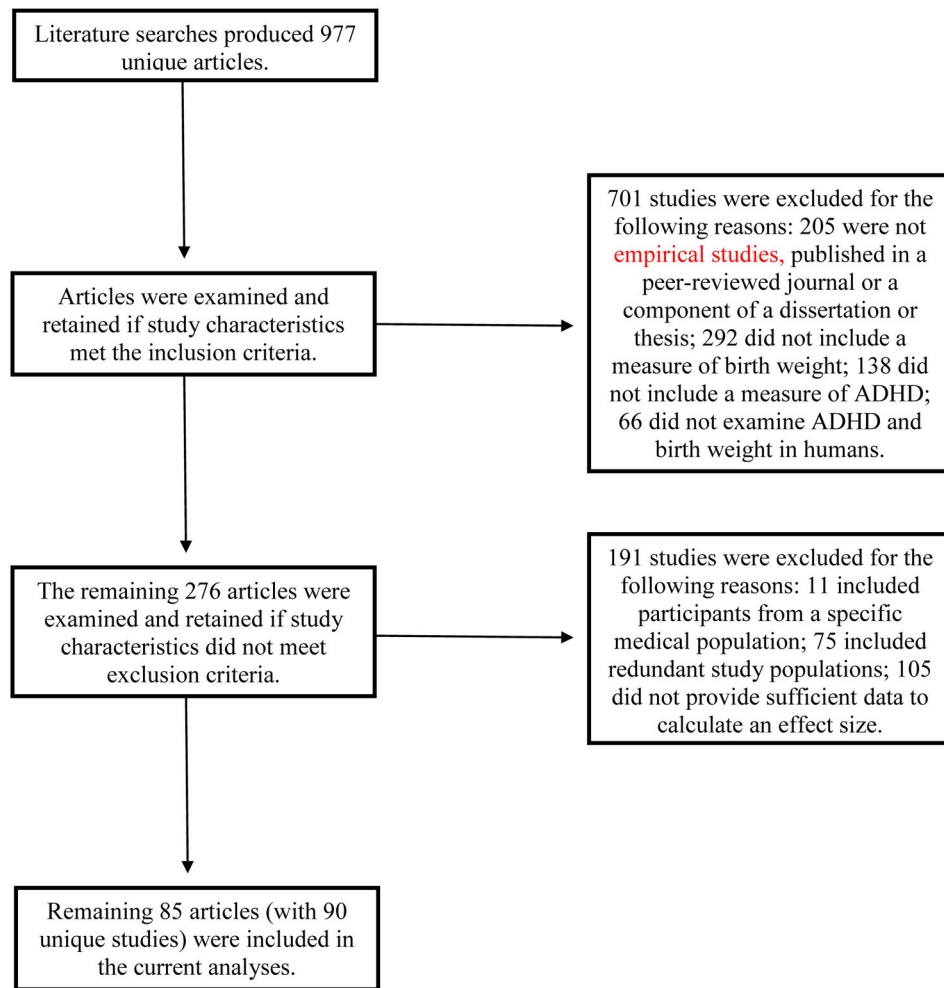 Literature searches produced 977
unique articles.
701 studies were excluded for the
following reasons: 205 were not
empirical studies, published in a
peer-reviewed journal or a
component of a dissertation or
thesis; 292 did not include a
measure of birth weight; 138 did
not include a measure of ADHD;
66 did not examine ADHD and
birth weight in humans.
Articles were examined and
retained if study characteristics
met the inclusion criteria.
191 studies were excluded for the
following reasons: 11 included
participants from a specific
medical population; 75 included
redundant study populations; 105
did not provide sufficient data to
calculate an effect size.
The remaining 276 articles were
examined and retained if study
characteristics did not meet
exclusion criteria.
Remaining 85 articles (with 90
unique studies) were included in
the current analyses.